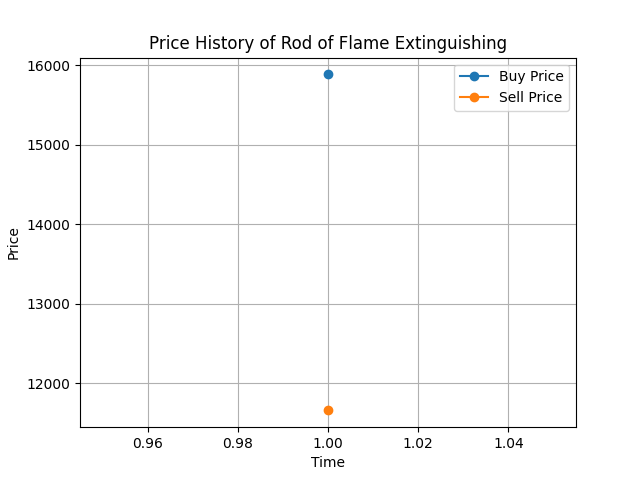 Price History of Rod of Flame Extinguishing
16000
15000
14000
13000
12000
Price
Buy Price
Sell Price
0.96 0.98 1.00 1.02 1.04
Time